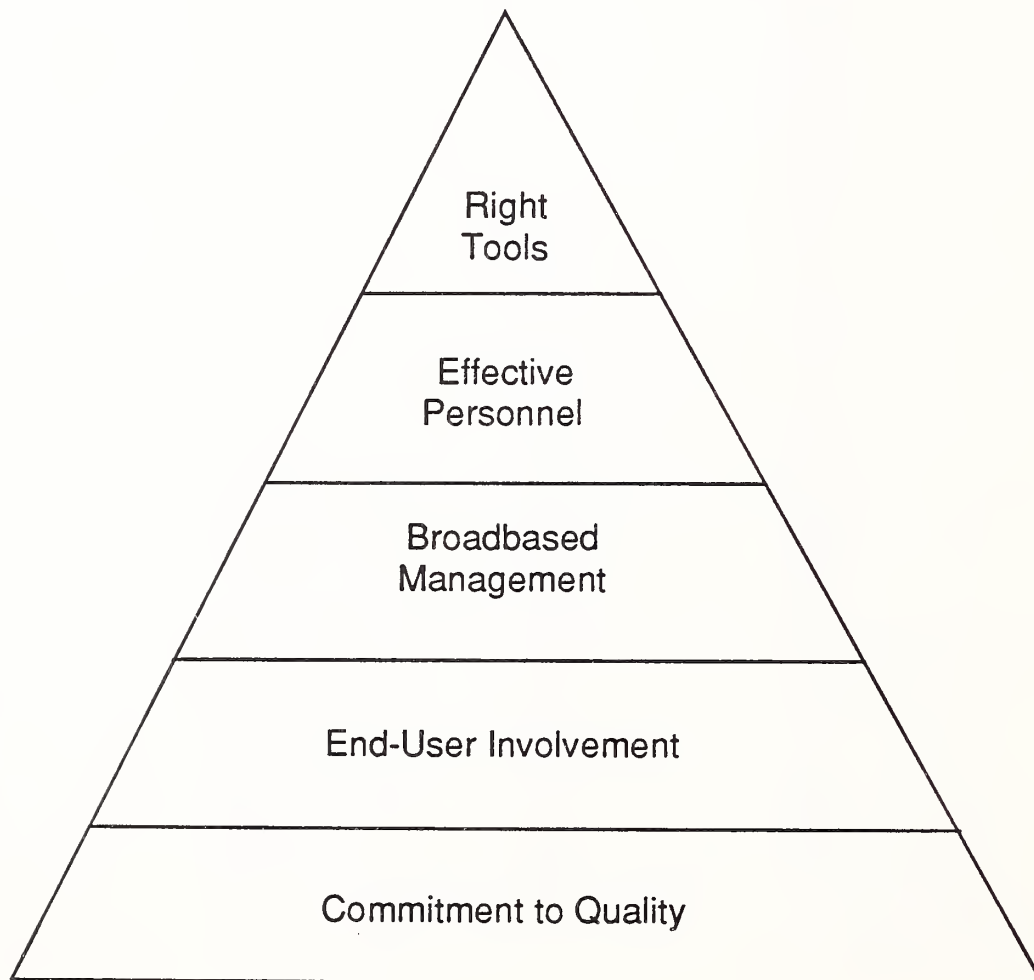 Right
Tools
Effective
Personnel
Broadbased
Management
End-User Involvement
Commitment to Quality